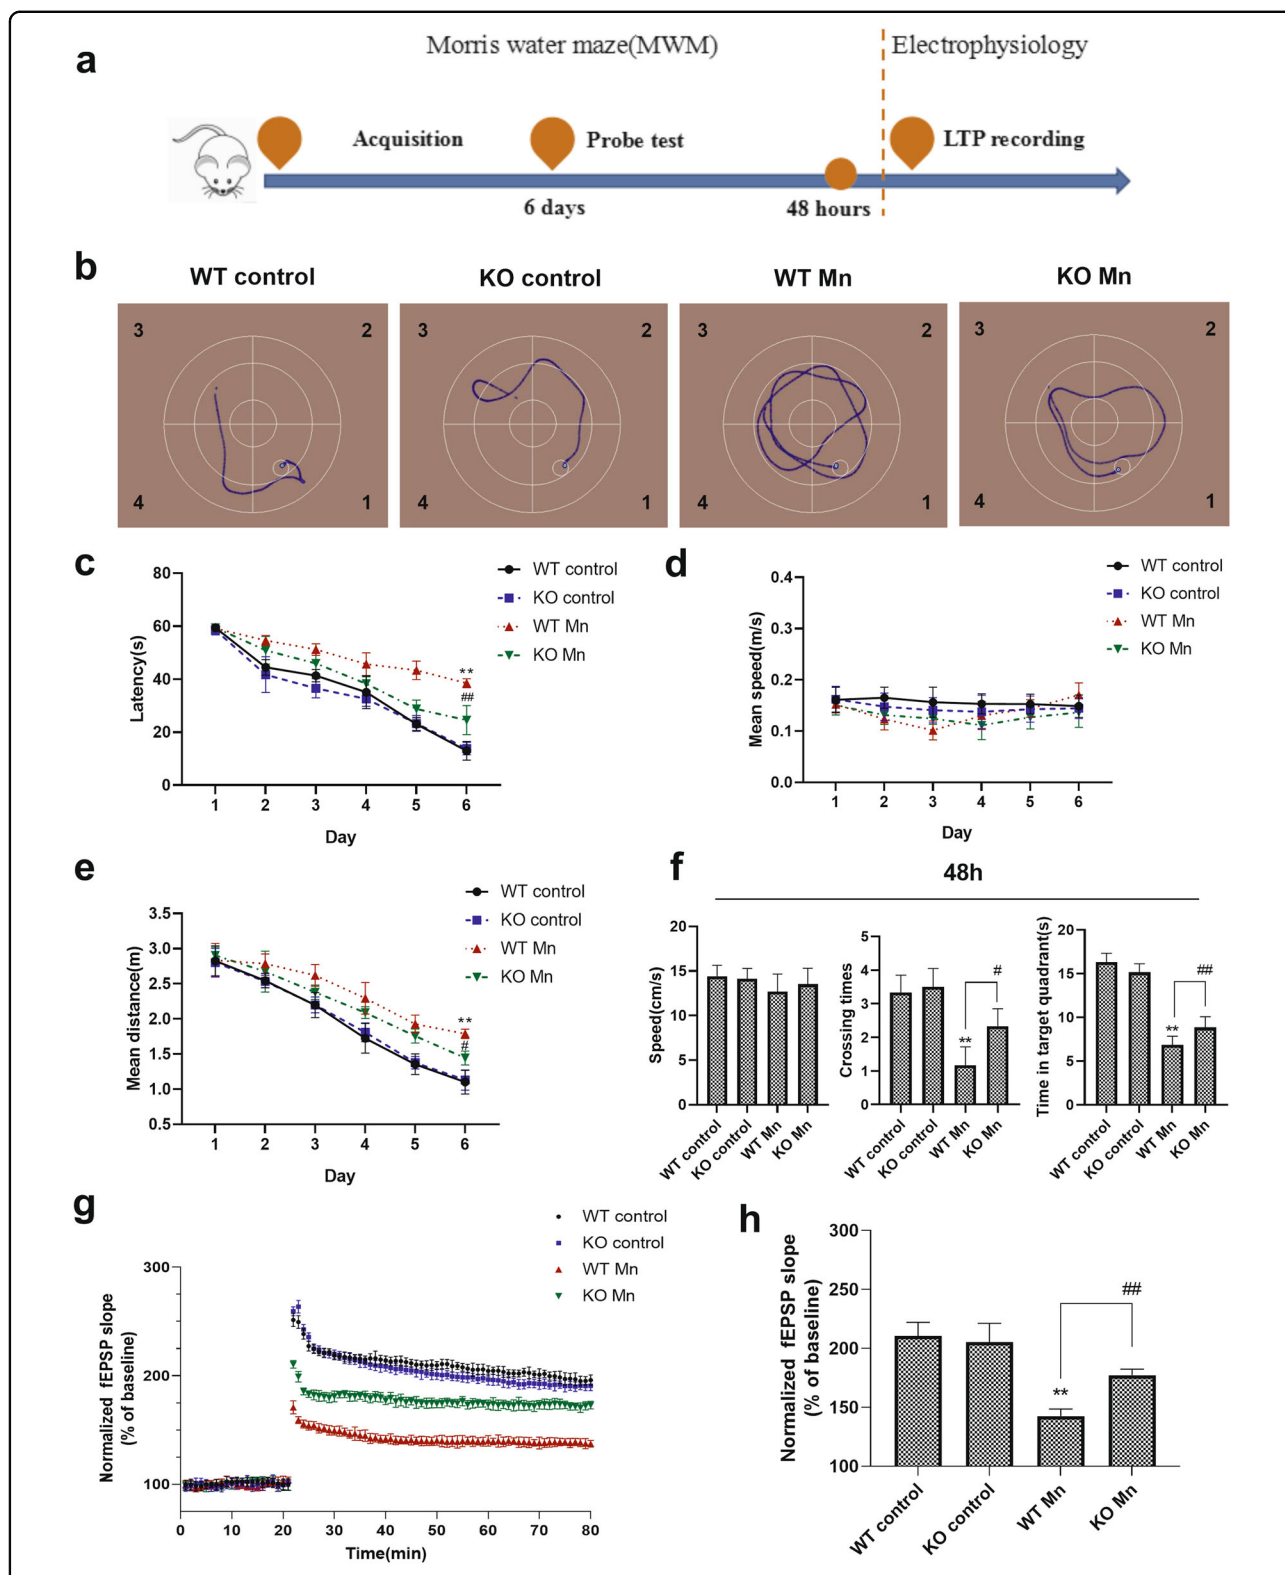 a
Morris water maze(MWM)
Electrophysiology
Acquisition
Probe test
LTP recording
6 days
48 hours
b
WT control
KO control
WT Mn
KO Mn
3 2
4 1
3 2
4 1
3 2
4 1
3 2
4 1
c
Latency(s)
80
60
40
20
0
1 2 3 4 5 6
Day
WT control
KO control
WT Mn
KO Mn
**
##
d
Mean speed(m/s)
0.4
0.3
0.2
0.1
0.0
1 2 3 4 5 6
Day
WT control
KO control
WT Mn
KO Mn
e
Mean distance(m)
3.5
3.0
2.5
2.0
1.5
1.0
0.5
1 2 3 4 5 6
Day
WT control
KO control
WT Mn
KO Mn
**
#
f
48h
Speed(cm/s)
20
15
10
5
0
WT control
KO control
WT Mn
KO Mn
Crossing times
5
4
3
2
1
0
**
#
WT control
KO control
WT Mn
KO Mn
Time in target quadrant(s)
20
15
10
5
0
**
##
WT control
KO control
WT Mn
KO Mn
g
WT control
KO control
WT Mn
KO Mn
Normalized fEPSP slope
(% of baseline)
300
200
100
0 10 20 30 40 50 60 70 80
Time(min)
h
Normalized fEPSP slope
(% of baseline)
300
250
200
150
100
**
##
WT control
KO control
WT Mn
KO Mn